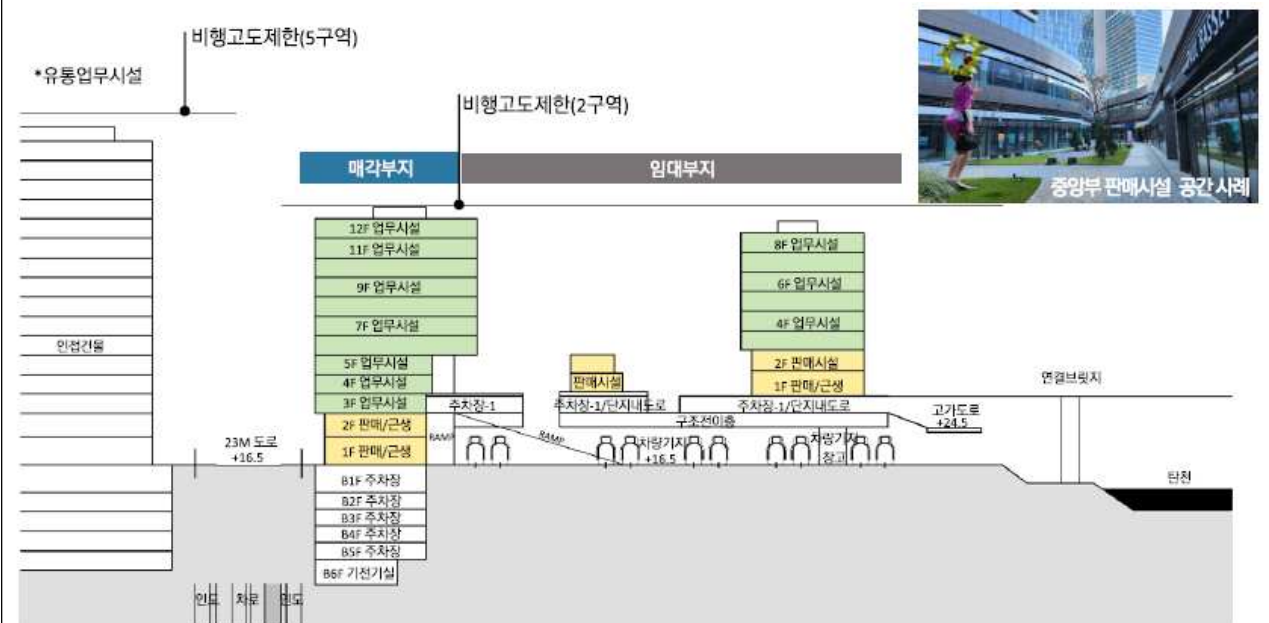 비행고도제한(5구역)
*유통업무시설
비행고도제한(2구역)
매각부지
임대부지
중앙부 판매시설 공간 사례
12F 업무시설
11F 업무시설
9F 업무시설
7F 업무시설
5F 업무시설
4F 업무시설
3F 업무시설
2F 판매/근생
1F 판매/근생
B1F 주차장
B2F 주차장
B3F 주차장
B4F 주차장
B5F 주차장
B6F 기전기실
인접건물
23M 도로
+16.5
인도
차로
인도
주차장-1
RAMP
RAMP
판매시설
주차장-1/단지내도로
구조전이층
차량기지
+16.5
8F 업무시설
6F 업무시설
4F 업무시설
2F 판매시설
1F 판매/근생
주차장-1/단지내도로
차량기지
창고
고가도로
+24.5
연결브릿지
탄천